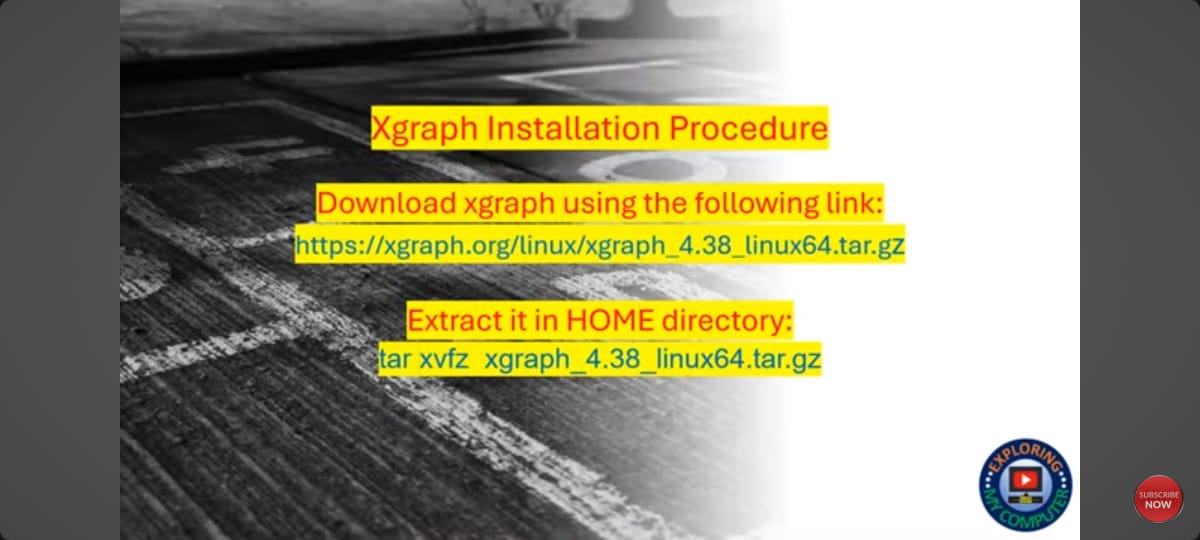 Xgraph Installation Procedure
Download xgraph using the following link:
https://xgraph.org/linux/xgraph_4.38_linux64.tar.gz
Extract it in HOME directory:
tar xvfz xgraph_4.38_linux64.tar.gz
EXPLORING
MY COMPUTER
SUBSCRIBE
NOW